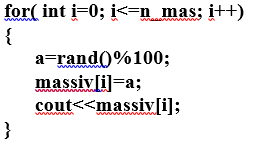 for( int i=0; i<=n_mas; i++)
{
a=rand()%100;
massiv[i]=a;
cout<<massiv[i];
}